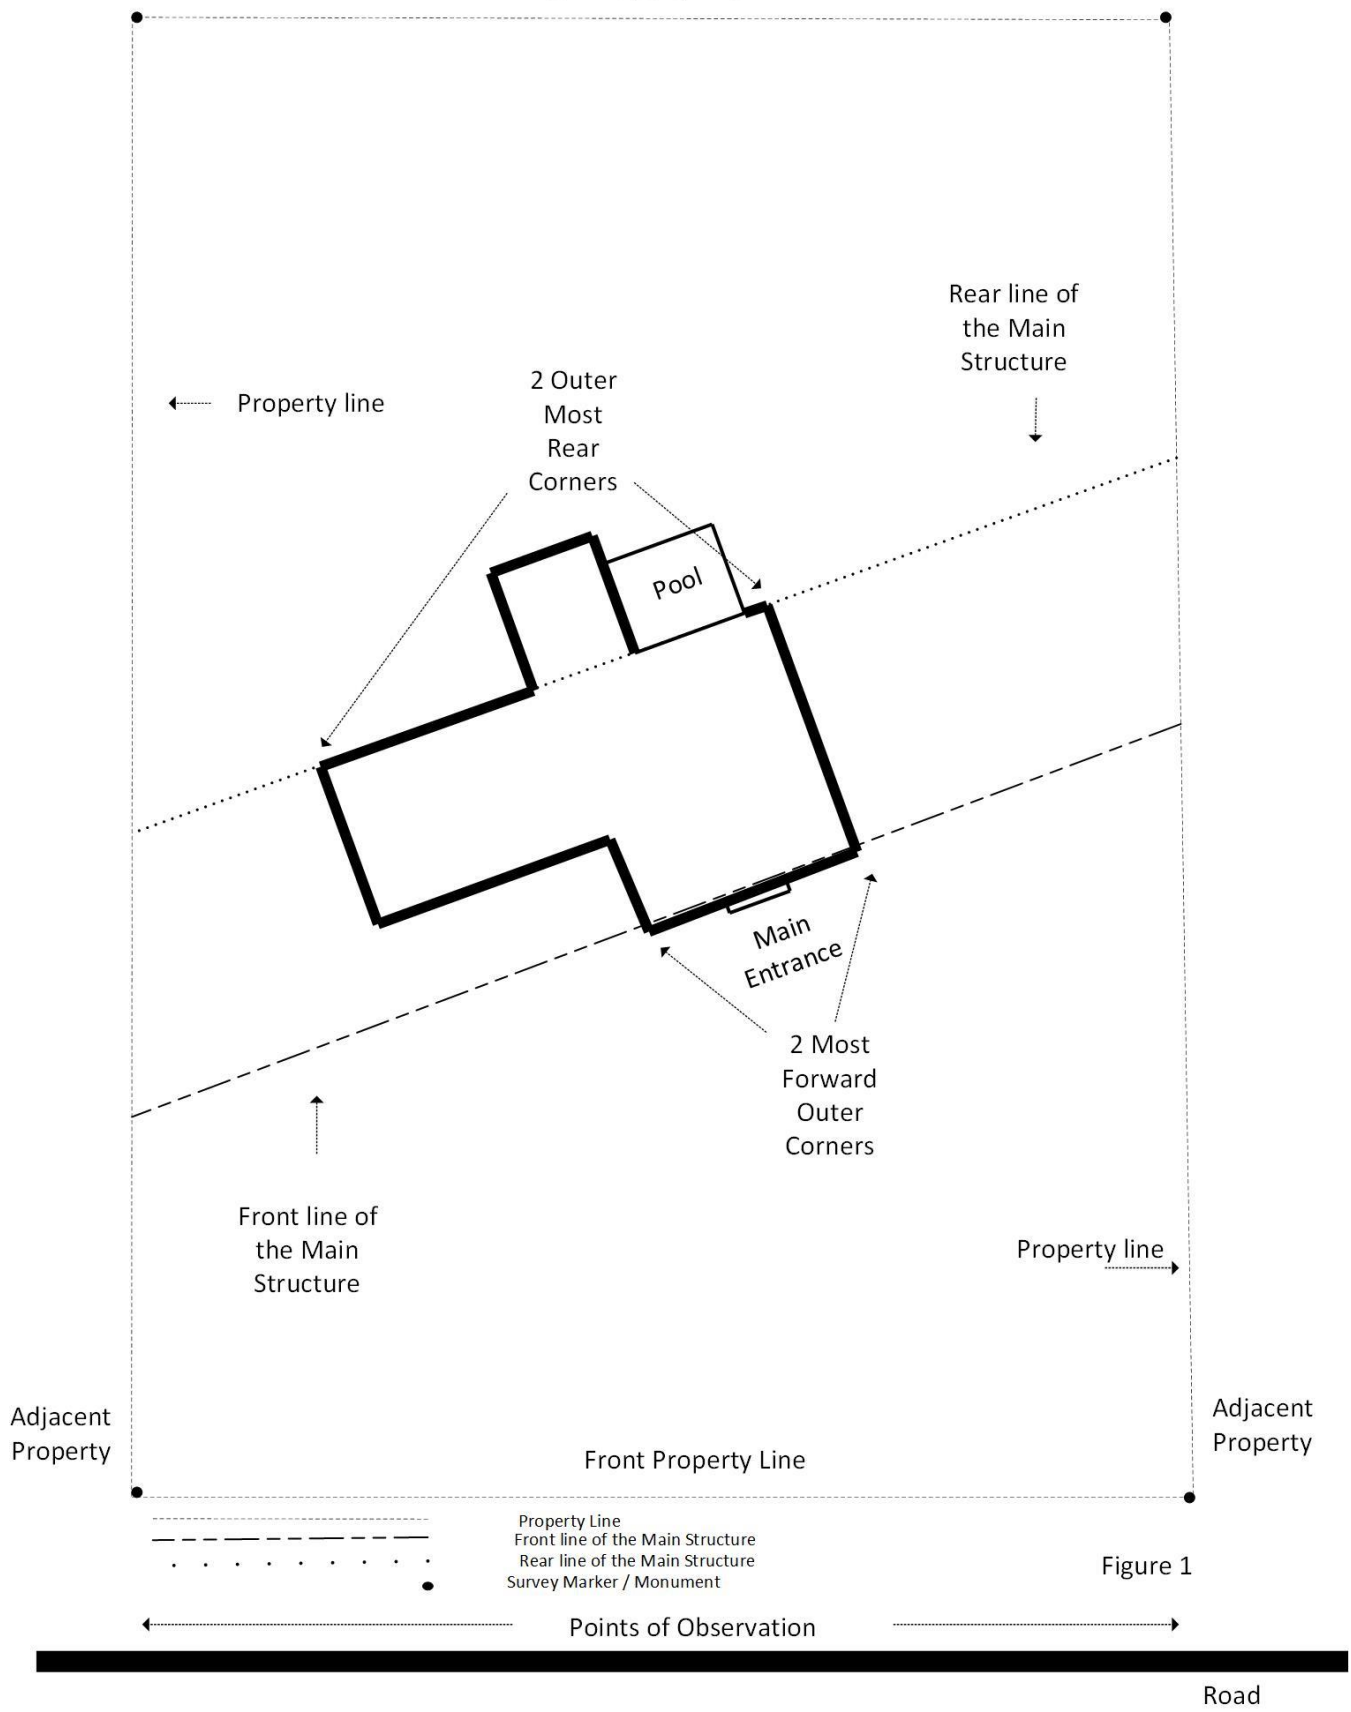 Rear line of
the Main
Structure
2 Outer
Most
Rear
Corners
Property line
Pool
Main
Entrance
2 Most
Forward
Outer
Corners
Front line of
the Main
Structure
Property line
Adjacent
Property
Adjacent
Property
Front Property Line
Property Line
Front line of the Main Structure
Rear line of the Main Structure
Survey Marker / Monument
Figure 1
Points of Observation
Road